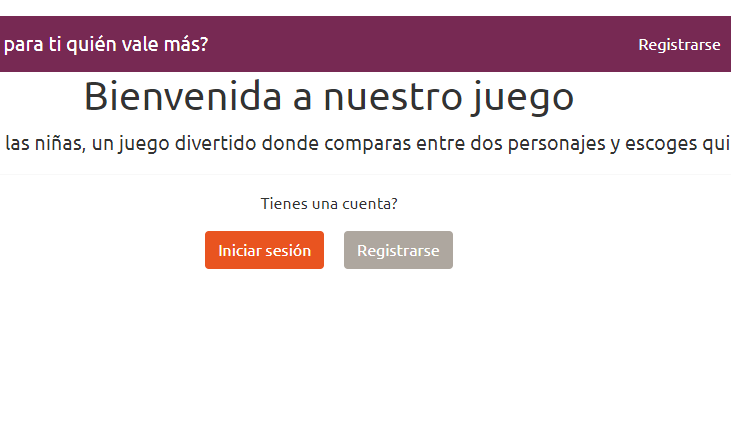 para ti quién vale más?
Registrarse
Bienvenida a nuestro juego
las niñas, un juego divertido donde comparas entre dos personajes y escoges qui
Tienes una cuenta?
Iniciar sesión
Registrarse